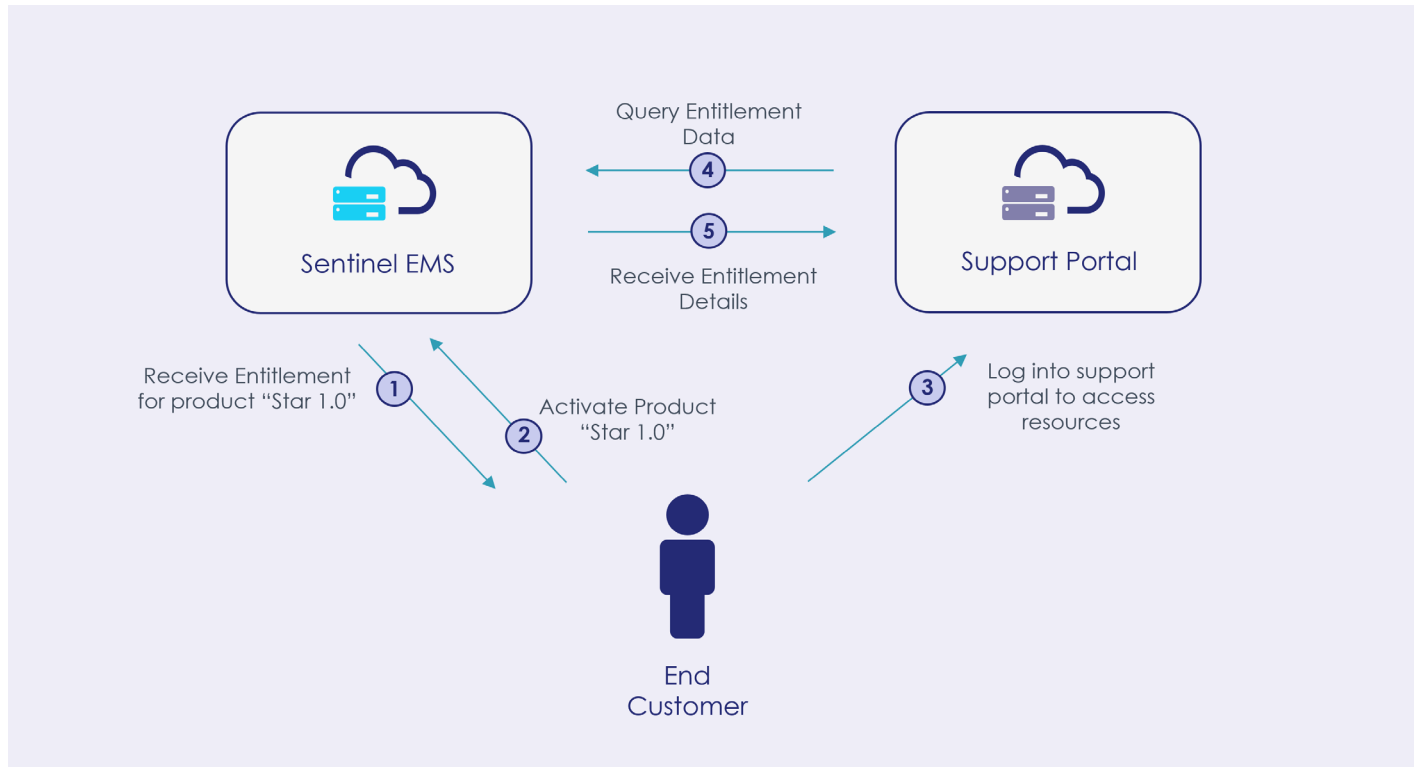 Query Entitlement
Data
4
5
Receive Entitlement
Details
Sentinel EMS
Support Portal
Receive Entitlement
for product “Star 1.0”
1
Activate Product
“Star 1.0”
2
3
Log into support
portal to access
resources
End
Customer